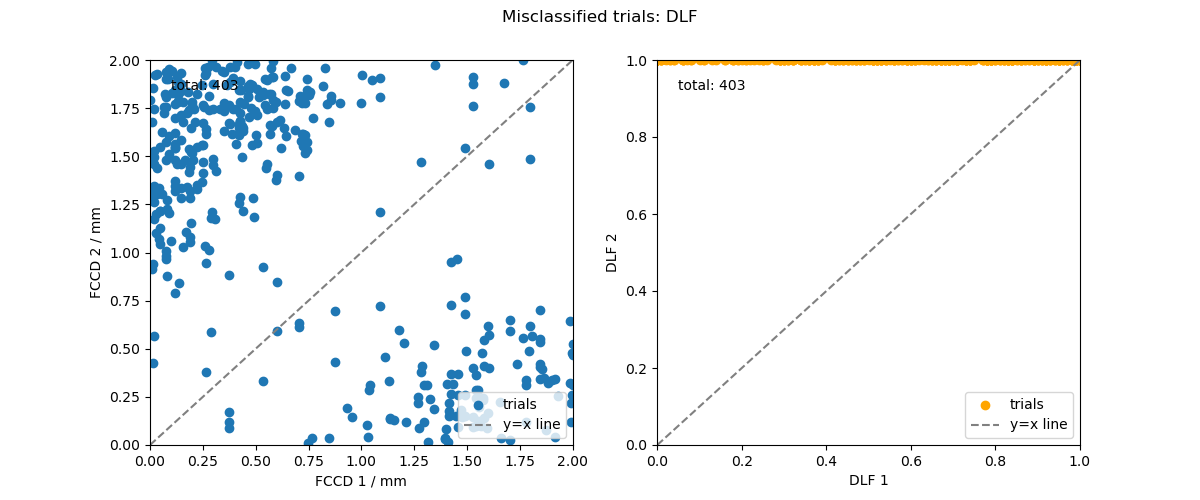 Misclassified trials: DLF
2.00
1.75
1.50
1.25
1.00
0.75
0.50
0.25
0.00
FCCD 2 / mm
total: 403
trials
y=x line
0.00 0.25 0.50 0.75 1.00 1.25 1.50 1.75 2.00
FCCD 1 / mm
1.0
0.8
0.6
0.4
0.2
0.0
DLF 2
total: 403
trials
y=x line
0.0 0.2 0.4 0.6 0.8 1.0
DLF 1